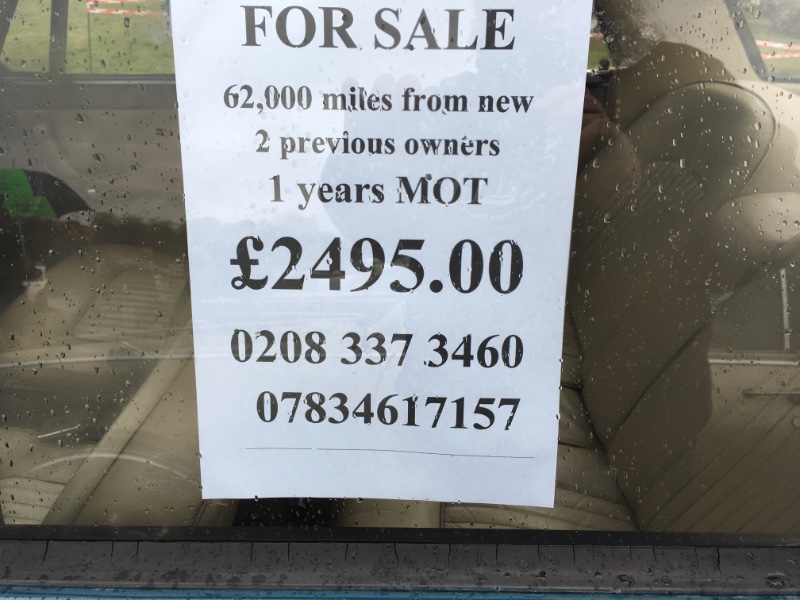 FOR SALE
62,000 miles from new
2 previous owners
1 years MOT
£2495.00
0208 337 3460
07834617157